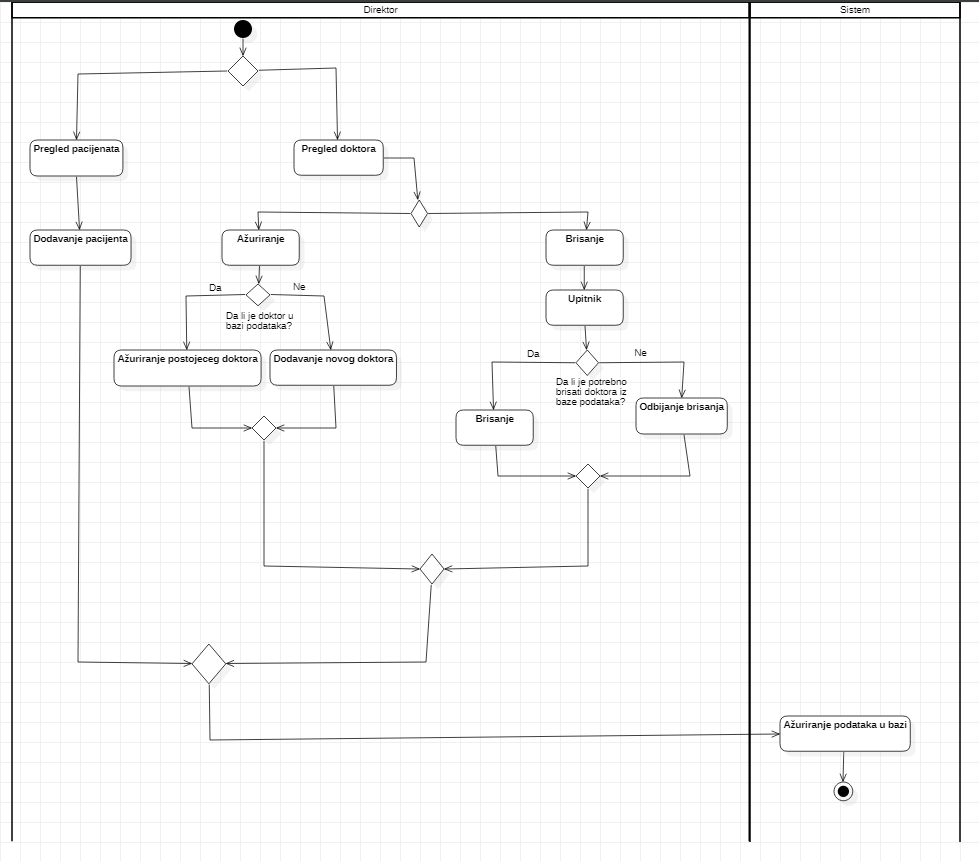 Direktor
Sistem
Pregled pacijenata
Pregled doktora
Dodavanje pacijenta
Ažuriranje
Brisanje
Da
Ne
Upitnik
Da li je doktor u
bazi podataka?
Ažuriranje postojeceg doktora
Dodavanje novog doktora
Da
Ne
Da li je potrebno
brisati doktora iz
baze podataka?
Brisanje
Odbijanje brisanja
Ažuriranje podataka u bazi